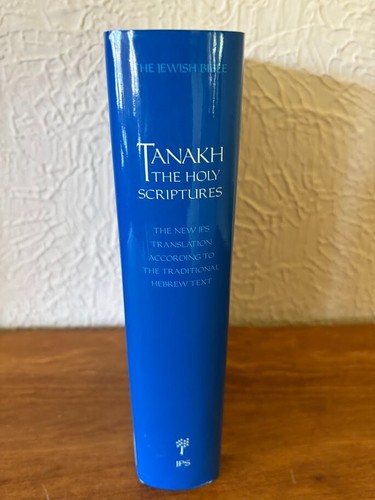 THE JEWISH BIBLE
TANAKH
THE HOLY
SCRIPTURES
THE NEW JPS
TRANSLATION
ACCORDING TO
THE TRADITIONAL
HEBREW TEXT
JPS